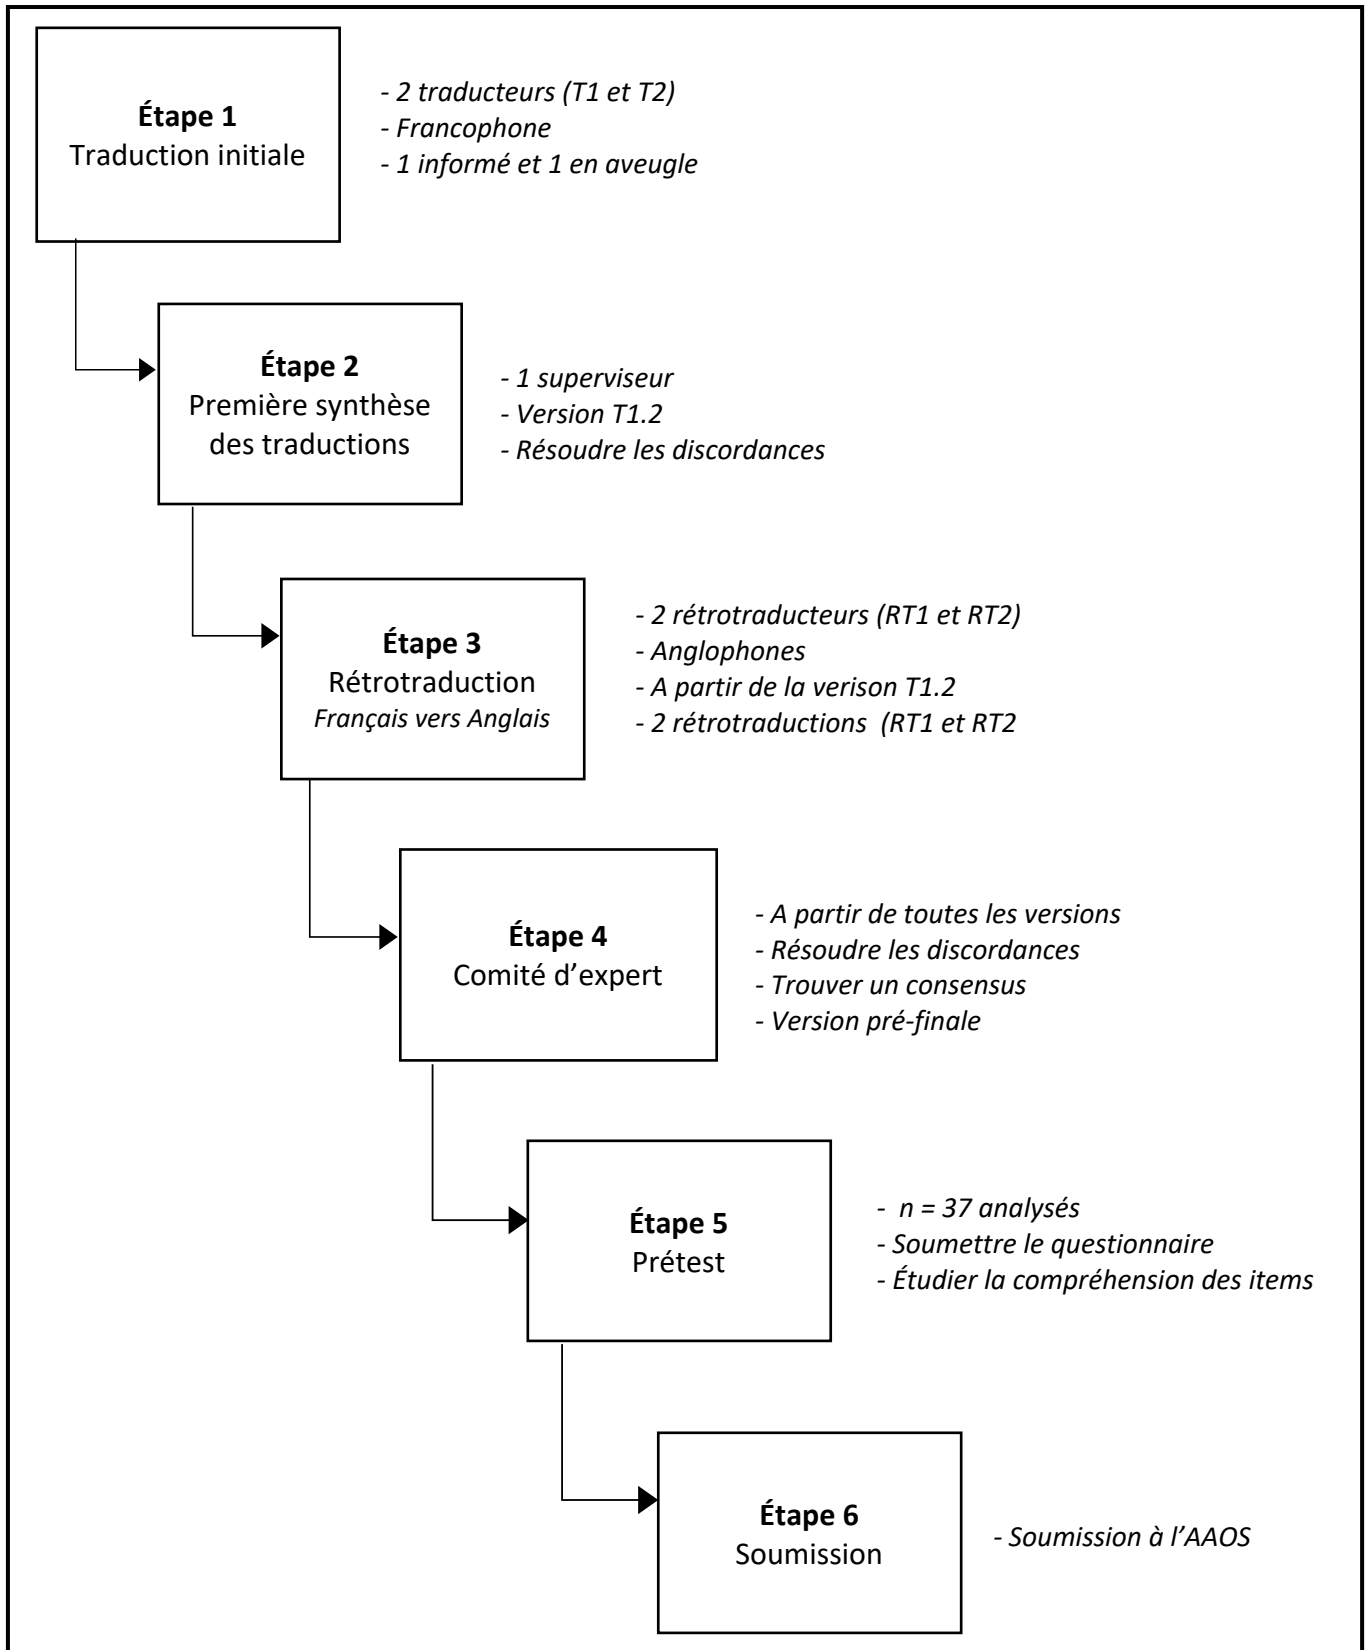 Étape 1
Traduction initiale
- 2 traducteurs (T1 et T2)
- Francophone
- 1 informé et 1 en aveugle
Étape 2
Première synthèse
des traductions
- 1 superviseur
- Version T1.2
- Résoudre les discordances
Étape 3
Rétrotraduction
Français vers Anglais
- 2 rétrotraducteurs (RT1 et RT2)
- Anglophones
- A partir de la verison T1.2
- 2 rétrotraductions  (RT1 et RT2
Étape 4
Comité d’expert
- A partir de toutes les versions
- Résoudre les discordances
- Trouver un consensus
- Version pré-finale
Étape 5
Prétest
-  n = 37 analysés
- Soumettre le questionnaire
- Étudier la compréhension des items
Étape 6
Soumission
- Soumission à l’AAOS